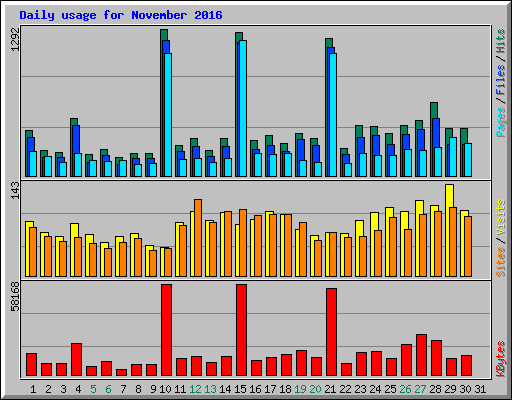 Daily usage for November 2016
1292
Pages / Files / Hits
143
Sites / Visits
58168
KBytes
1 2 3 4 5 6 7 8 9 10 11 12 13 14 15 16 17 18 19 20 21 22 23 24 25 26 27 28 29 30 31